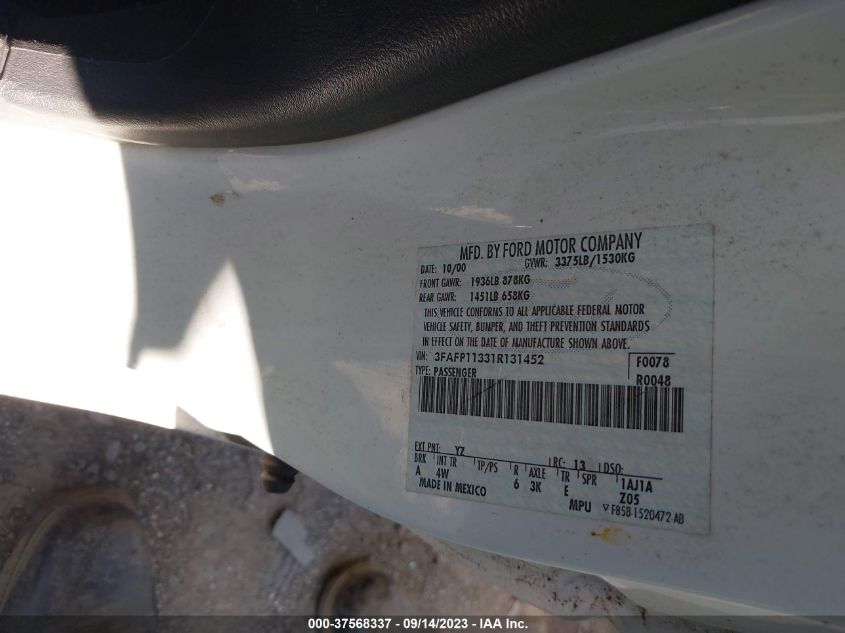 MFD. BY FORD MOTOR COMPANY
DATE: 10/00 GVWR: 3375LB/1530KG
FRONT GAWR: 1936LB 878KG
REAR GAWR: 1451LB 658KG
THIS VEHICLE CONFORMS TO ALL APPLICABLE FEDERAL MOTOR
VEHICLE SAFETY, BUMPER, AND THEFT PREVENTION STANDARDS
IN EFFECT ON THE DATE OF MANUFACTURE SHOWN ABOVE.
VIN: 3FAFP11331R131452 F0078
TYPE: PASSENGER R0048
EXT PNT: YZ RC: 13 DSO:
BRK INT TR TP/PS R AXLE TR SPR 1AJ1A
A 4W 6 3K E Z05
MADE IN MEXICO MPU F85B-1520472-AB
000-37568337 - 09/14/2023 - IAA Inc.